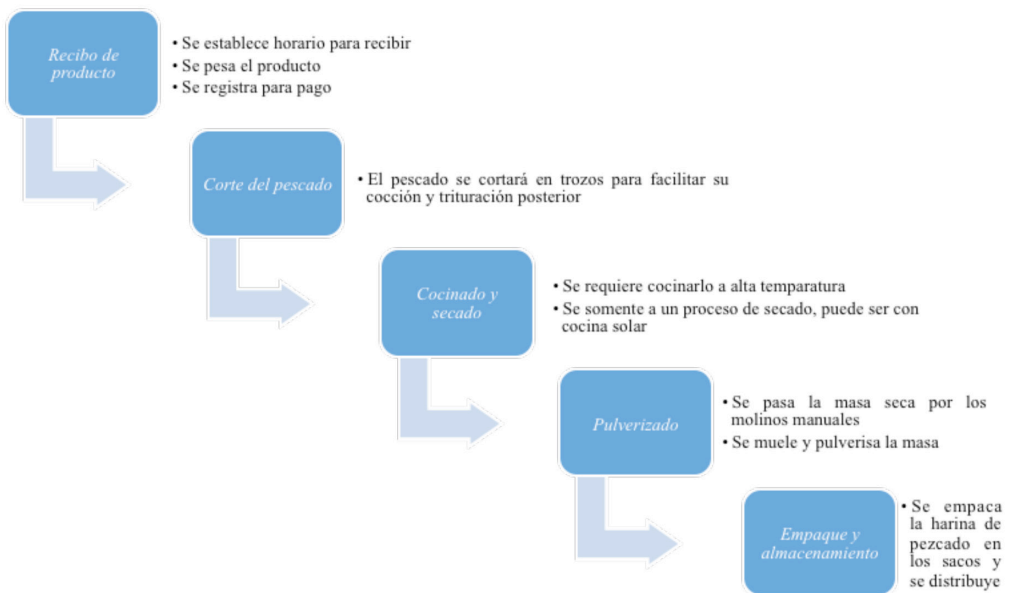 Recibo de
producto
• Se establece horario para recibir
• Se pesa el producto
• Se registra para pago
Corte del pescado
• El pescado se cortará en trozos para facilitar su
cocción y trituración posterior
Cocinado y
secado
• Se requiere cocinarlo a alta temparatura
• Se somente a un proceso de secado, puede ser con
cocina solar
Pulverizado
• Se pasa la masa seca por los
molinos manuales
• Se muele y pulverisa la masa
Empaque y
almacenamiento
• Se empaca
la harina de
pezcado en
los sacos y
se distribuye